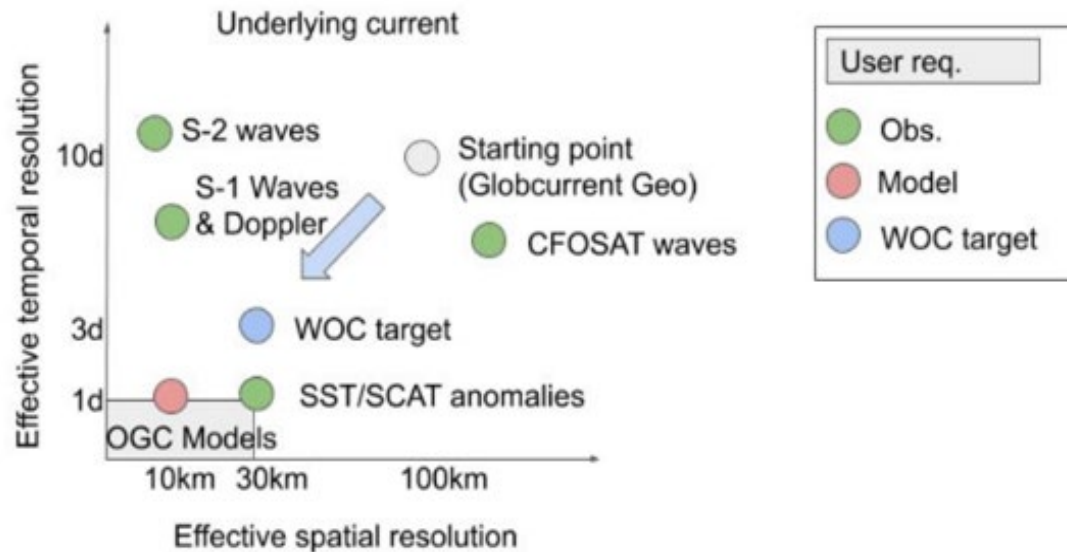 Underlying current
User req.
Obs.
Model
WOC target
Effective temporal resolution
10d
3d
1d
S-2 waves
S-1 Waves
& Doppler
Starting point
(Globcurrent Geo)
CFOSAT waves
WOC target
SST/SCAT anomalies
OGC Models
10km 30km 100km
Effective spatial resolution